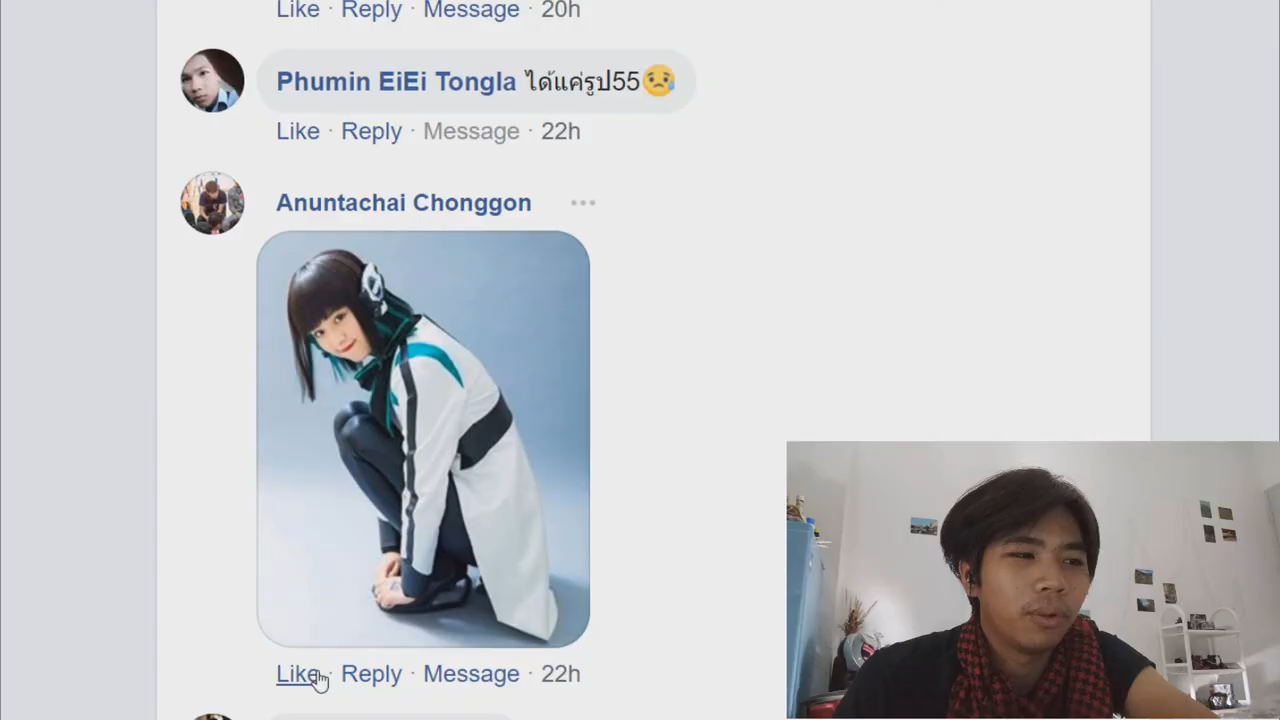 Like · Reply · Message · 20h
Phumin EiEi Tongla ได้แค่รูป55😥
Like · Reply · Message · 22h
Anuntachai Chonggon
Like · Reply · Message · 22h